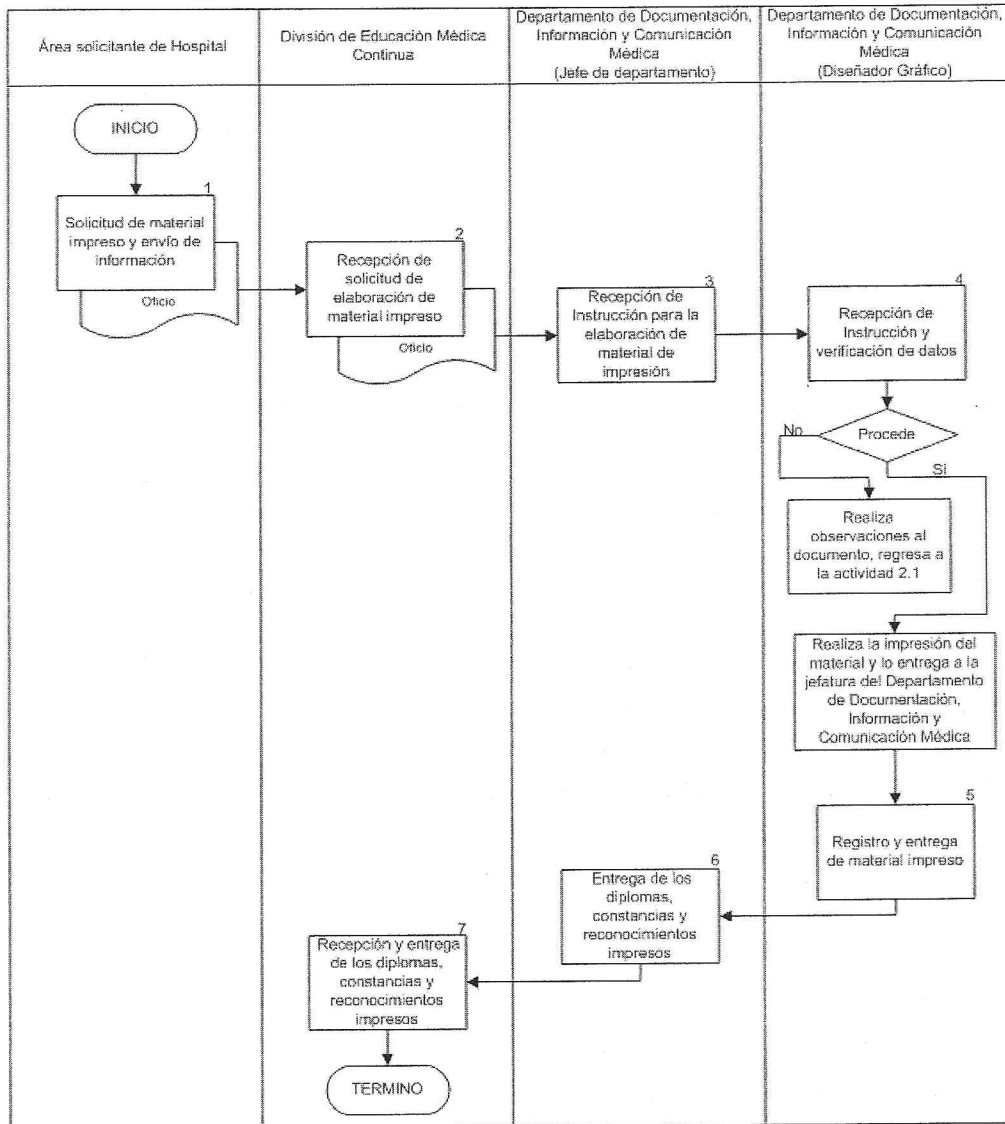 Área solicitante de Hospital
División de Educación Médica
Continua
Departamento de Documentación,
Información y Comunicación
Médica
(Jefe de departamento)
Departamento de Documentación,
Información y Comunicación
Médica
(Diseñador Gráfico)
INICIO
1
Solicitud de material
impreso y envío de
información
Oficio
2
Recepción de
solicitud de
elaboración de
material impreso
Oficio
3
Recepción de
Instrucción para la
elaboración de
material de
impresión
4
Recepción de
Instrucción y
verificación de datos
Procede
No
Si
Realiza
observaciones al
documento, regresa a
la actividad 2.1
Realiza la impresión del
material y lo entrega a la
jefatura del Departamento
de Documentación,
Información y
Comunicación Médica
5
Registro y entrega
de material impreso
6
Entrega de los
diplomas,
constancias y
reconocimientos
impresos
7
Recepción y entrega
de los diplomas,
constancias y
reconocimientos
impresos
TERMINO